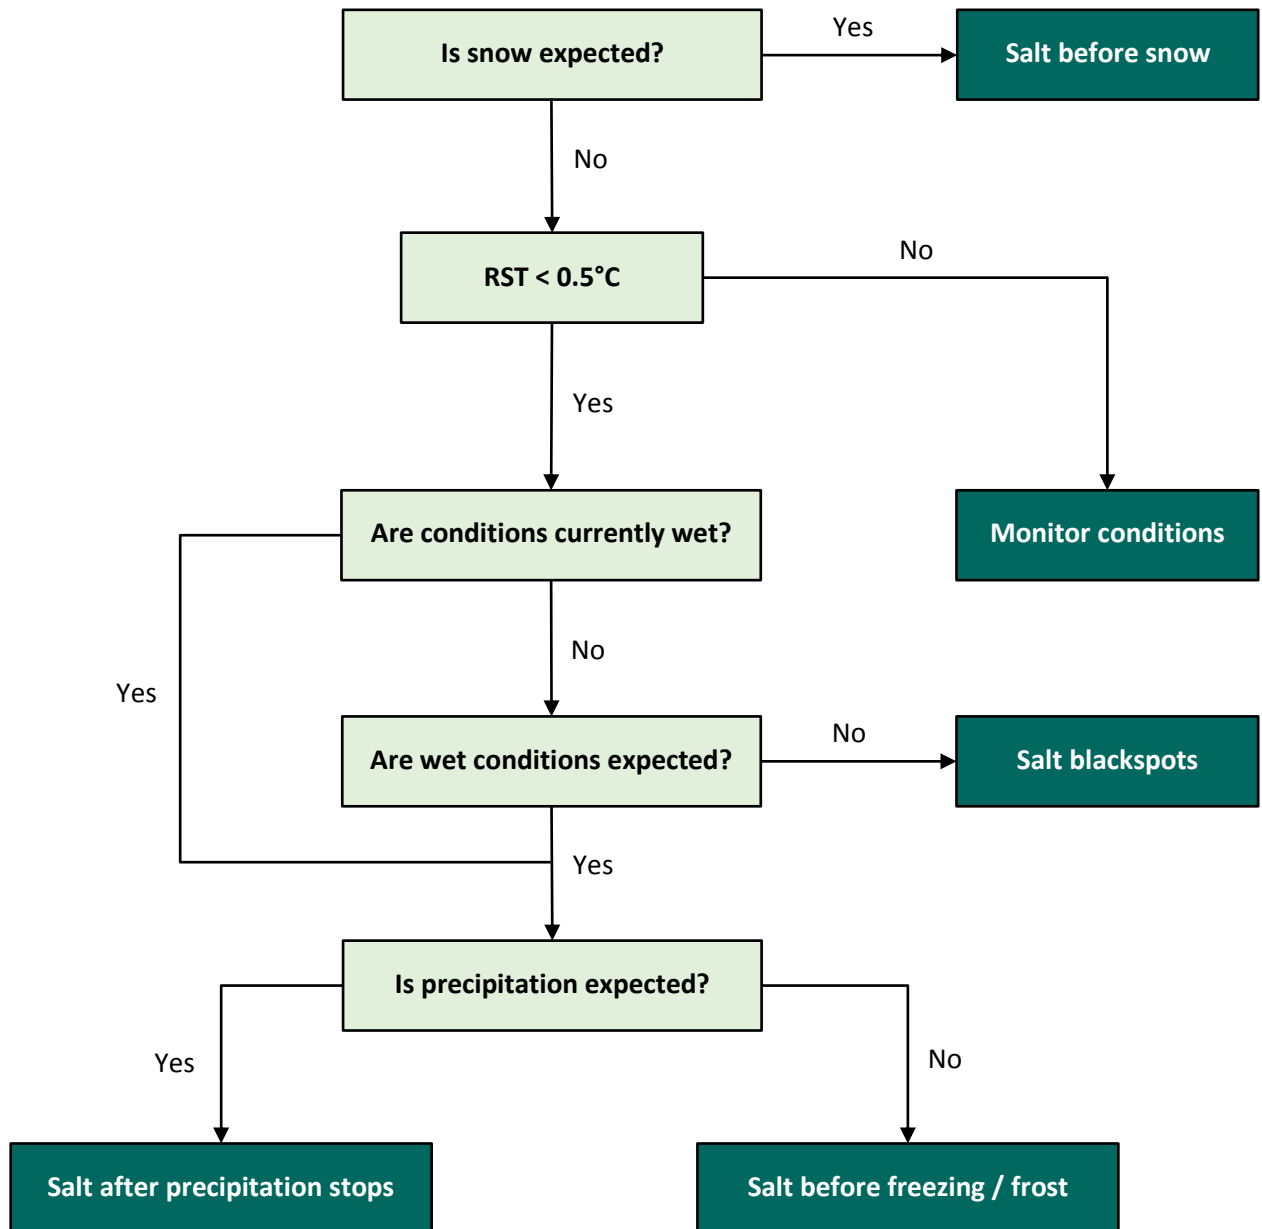 Is snow expected?
Yes
Salt before snow
No
RST < 0.5°C
No
Yes
Are conditions currently wet?
Monitor conditions
No
Yes
Are wet conditions expected?
No
Salt blackspots
Yes
Is precipitation expected?
Yes
No
Salt after precipitation stops
Salt before freezing / frost